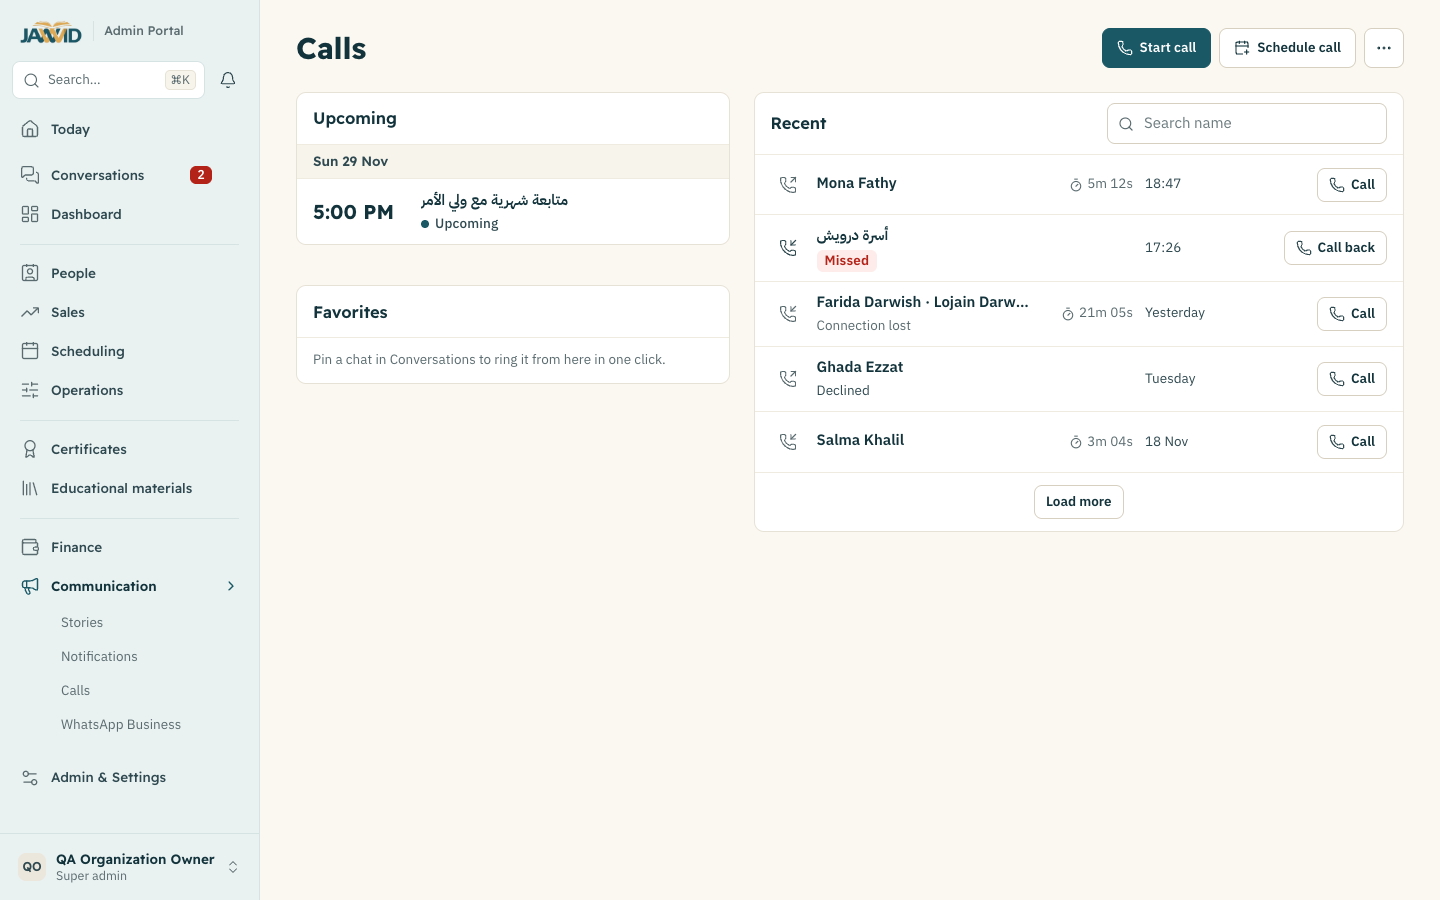 JAWWID
Admin Portal
Search...
⌘K
Today
Conversations
2
Dashboard
People
Sales
Scheduling
Operations
Certificates
Educational materials
Finance
Communication
Stories
Notifications
Calls
WhatsApp Business
Admin & Settings
QO
QA Organization Owner
Super admin
Calls
Start call
Schedule call
Upcoming
Sun 29 Nov
5:00 PM
متابعة شهرية مع ولي الأمر
Upcoming
Favorites
Pin a chat in Conversations to ring it from here in one click.
Recent
Search name
Mona Fathy
5m 12s
18:47
Call
أسرة درويش
Missed
17:26
Call back
Farida Darwish · Lojain Darw...
Connection lost
21m 05s
Yesterday
Call
Ghada Ezzat
Declined
Tuesday
Call
Salma Khalil
3m 04s
18 Nov
Call
Load more